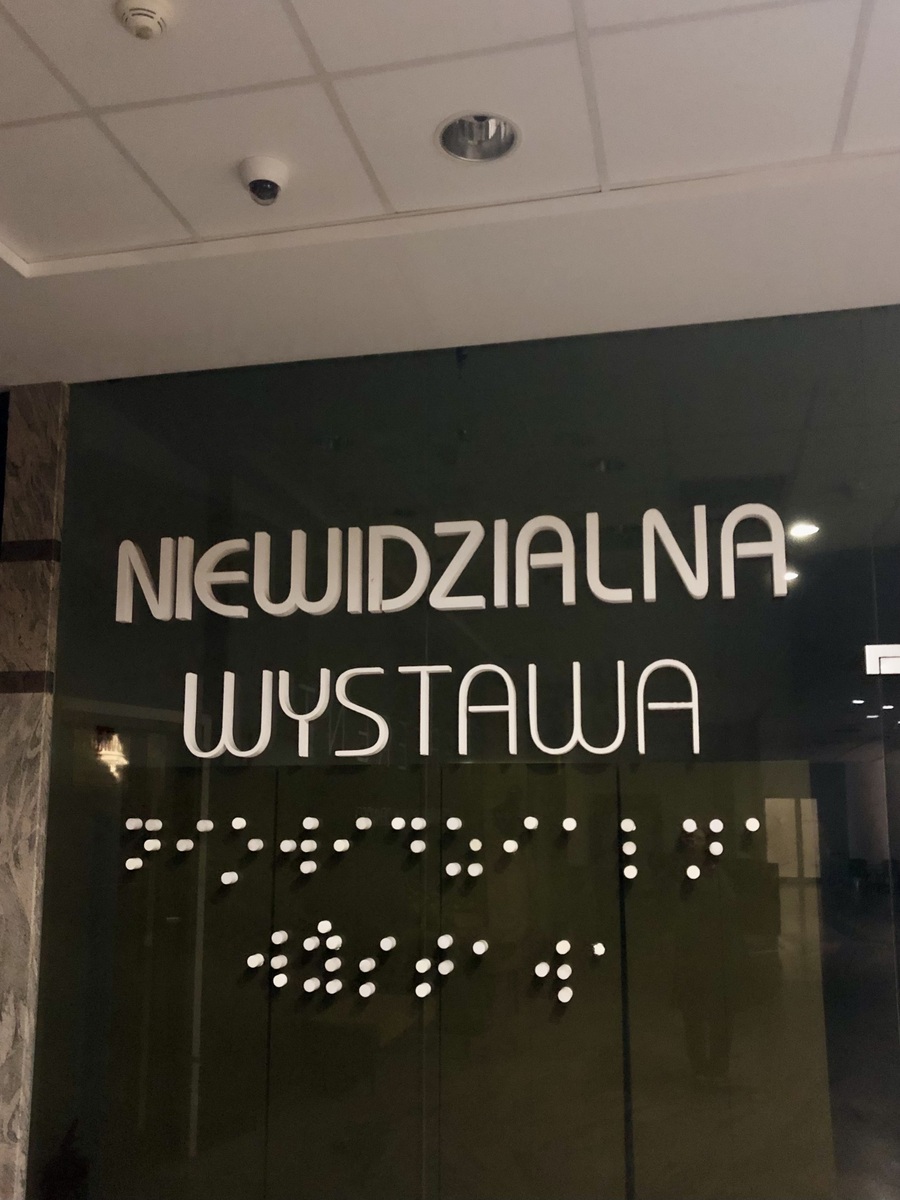 NIEWIDZIALNA
WYSTAWA
⠝⠊⠑⠺⠊⠙⠵⠊⠁⠇⠝⠁
⠺⠽⠎⠞⠁⠺⠁